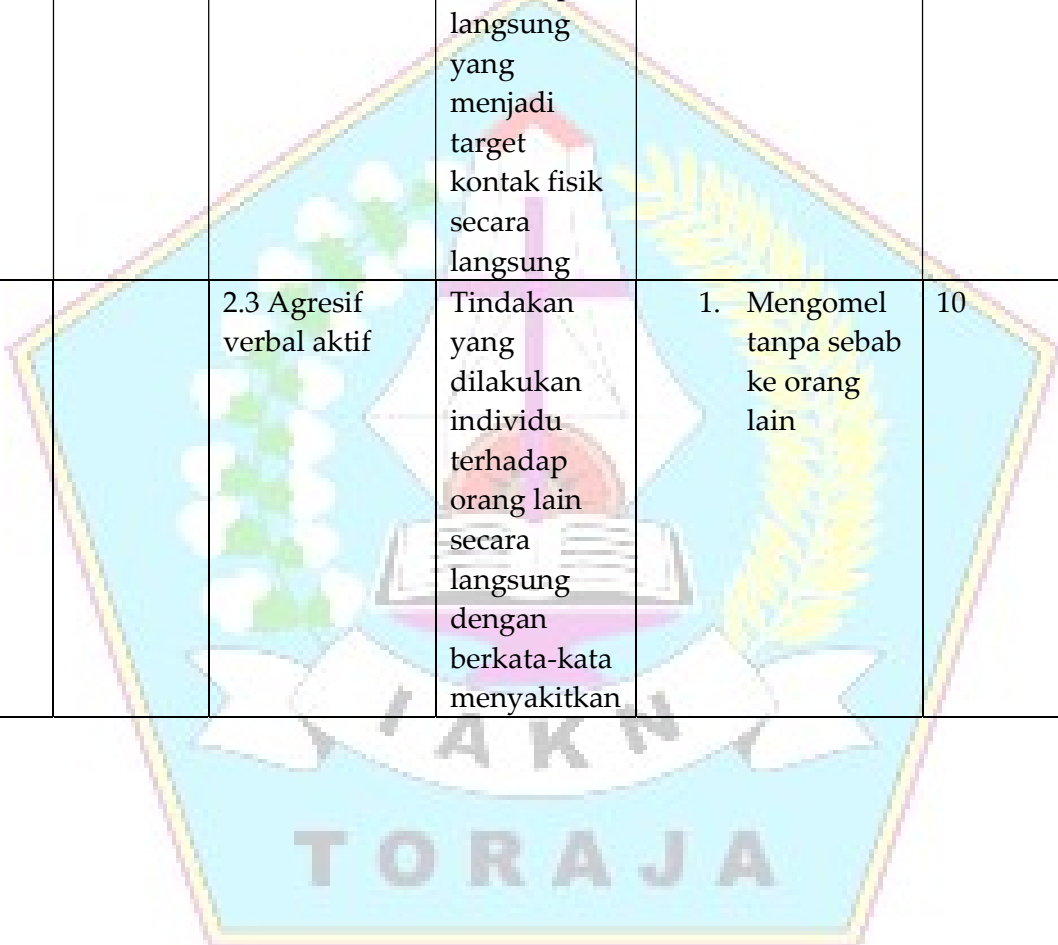 langsung
yang
menjadi
target
kontak fisik
secara
langsung
2.3 Agresif
verbal aktif
Tindakan
yang
dilakukan
individu
terhadap
orang lain
secara
langsung
dengan
berkata-kata
menyakitkan
1. Mengomel
tanpa sebab
ke orang
lain
10
IAKN
TORAJA